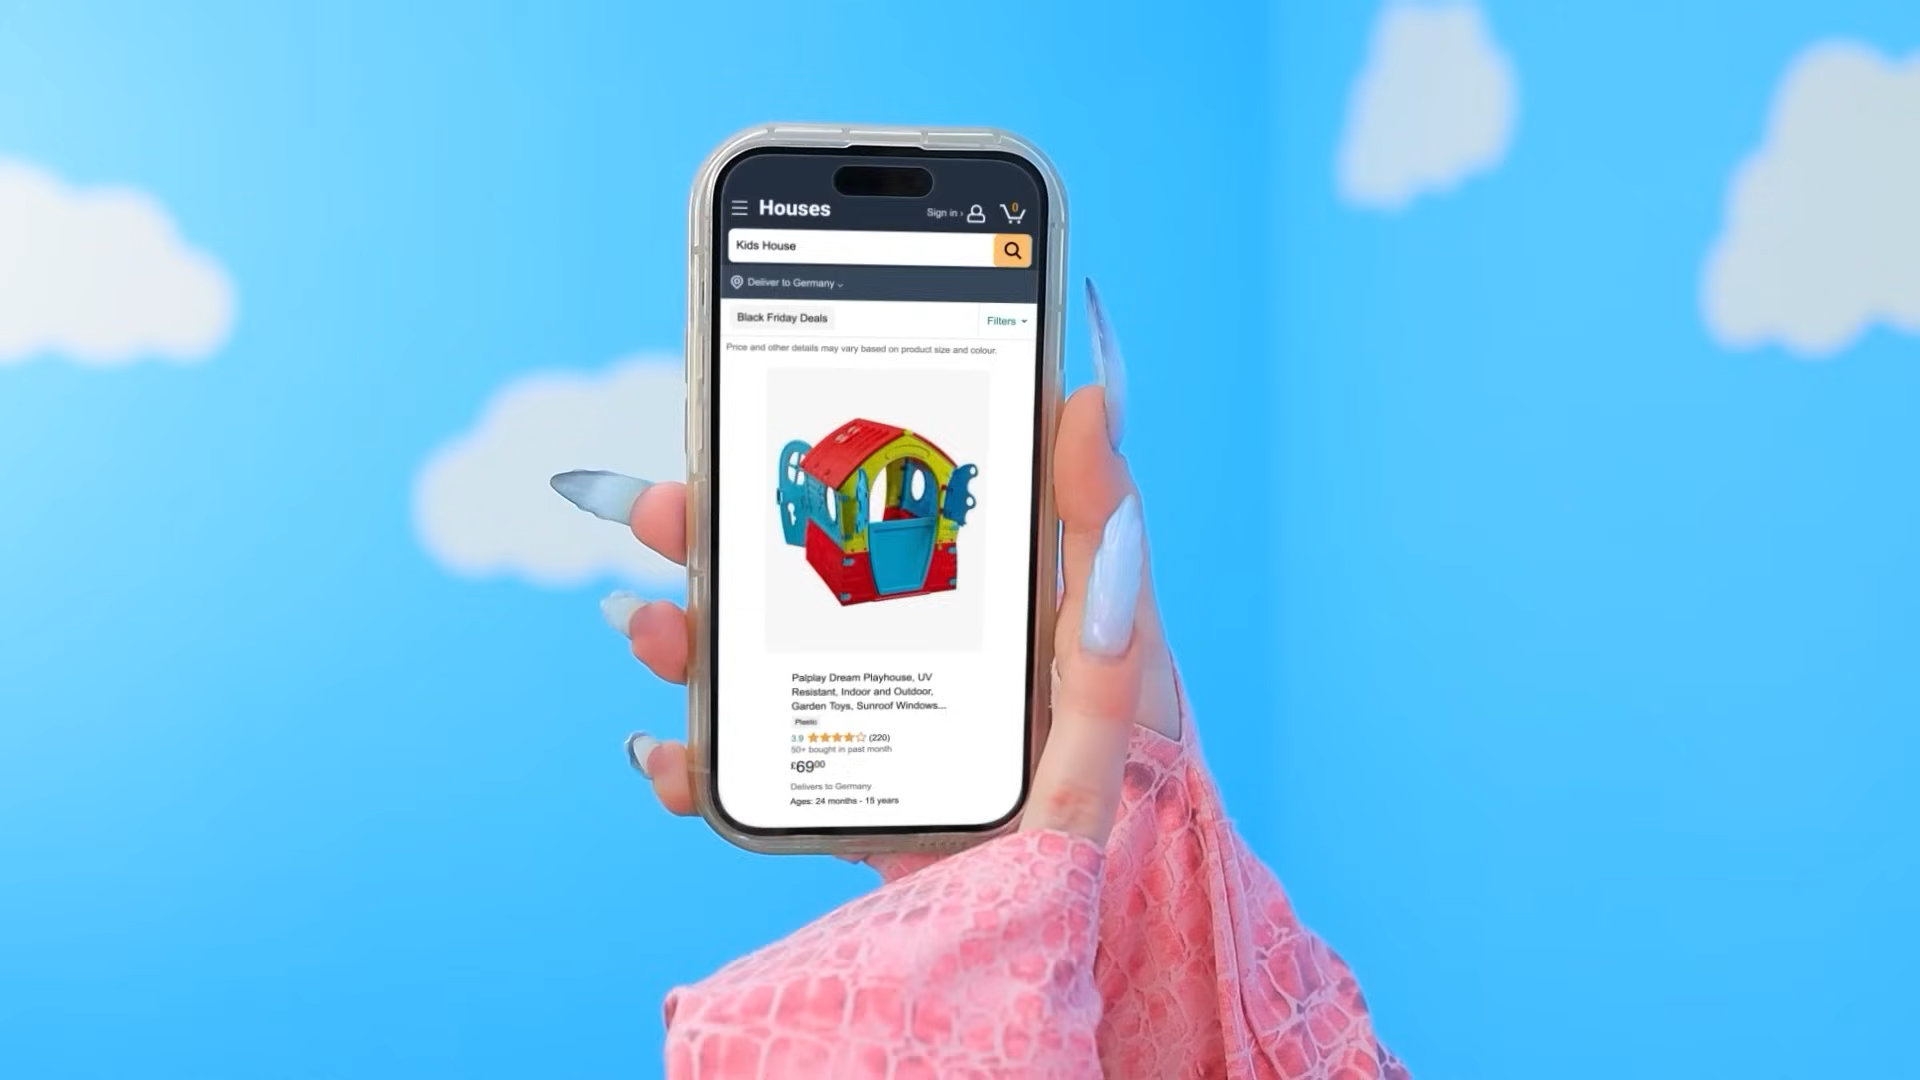 Houses
Sign in ›
0
Kids House
Deliver to Germany
Black Friday Deals
Filters
Price and other details may vary based on product size and colour.
Palplay Dream Playhouse, UV
Resistant, Indoor and Outdoor,
Garden Toys, Sunroof Windows...
Plastic
3.9 (220)
50+ bought in past month
£6900
Delivers to Germany
Ages: 24 months - 15 years